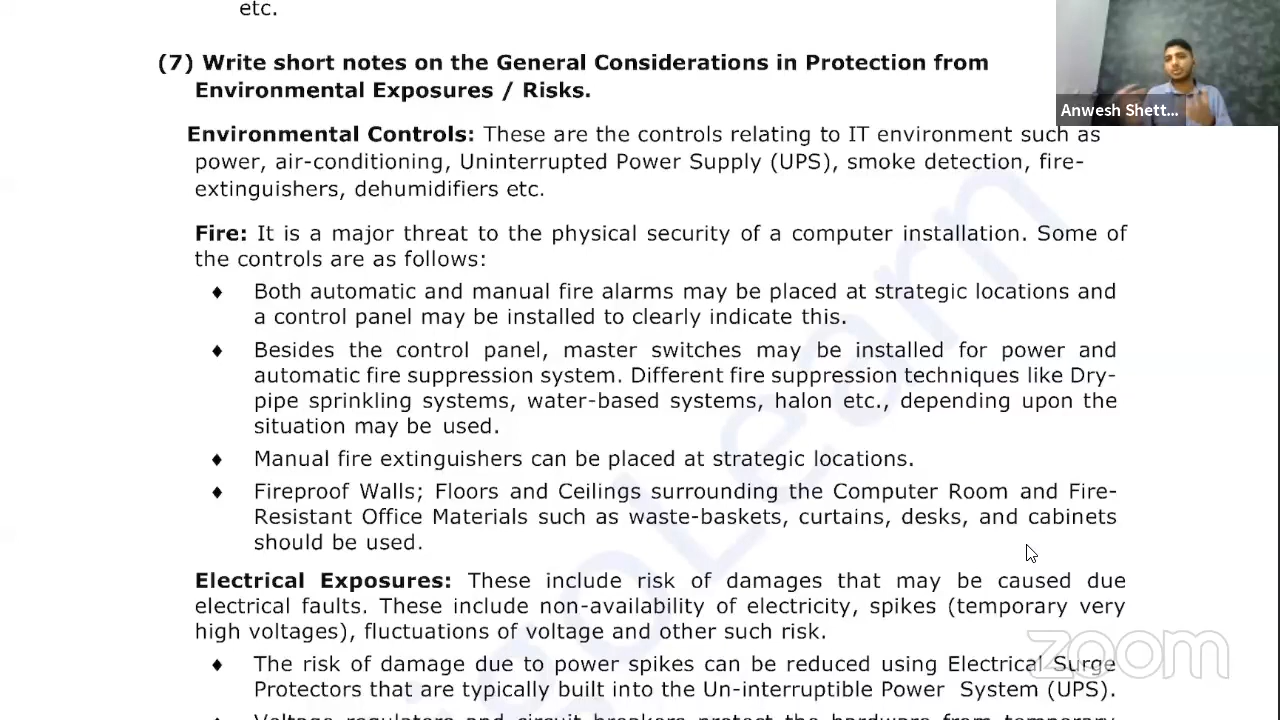 etc.
(7) Write short notes on the General Considerations in Protection from
Environmental Exposures / Risks.
Anwesh Shett...
Environmental Controls: These are the controls relating to IT environment such as
power, air-conditioning, Uninterrupted Power Supply (UPS), smoke detection, fire-
extinguishers, dehumidifiers etc.
Fire: It is a major threat to the physical security of a computer installation. Some of
the controls are as follows:
♦ Both automatic and manual fire alarms may be placed at strategic locations and
a control panel may be installed to clearly indicate this.
♦ Besides the control panel, master switches may be installed for power and
automatic fire suppression system. Different fire suppression techniques like Dry-
pipe sprinkling systems, water-based systems, halon etc., depending upon the
situation may be used.
♦ Manual fire extinguishers can be placed at strategic locations.
♦ Fireproof Walls; Floors and Ceilings surrounding the Computer Room and Fire-
Resistant Office Materials such as waste-baskets, curtains, desks, and cabinets
should be used.
Electrical Exposures: These include risk of damages that may be caused due
electrical faults. These include non-availability of electricity, spikes (temporary very
high voltages), fluctuations of voltage and other such risk.
zoom
♦ The risk of damage due to power spikes can be reduced using Electrical Surge
Protectors that are typically built into the Un-interruptible Power System (UPS).
♦ Voltage regulators and circuit breakers protect the hardware from temporary